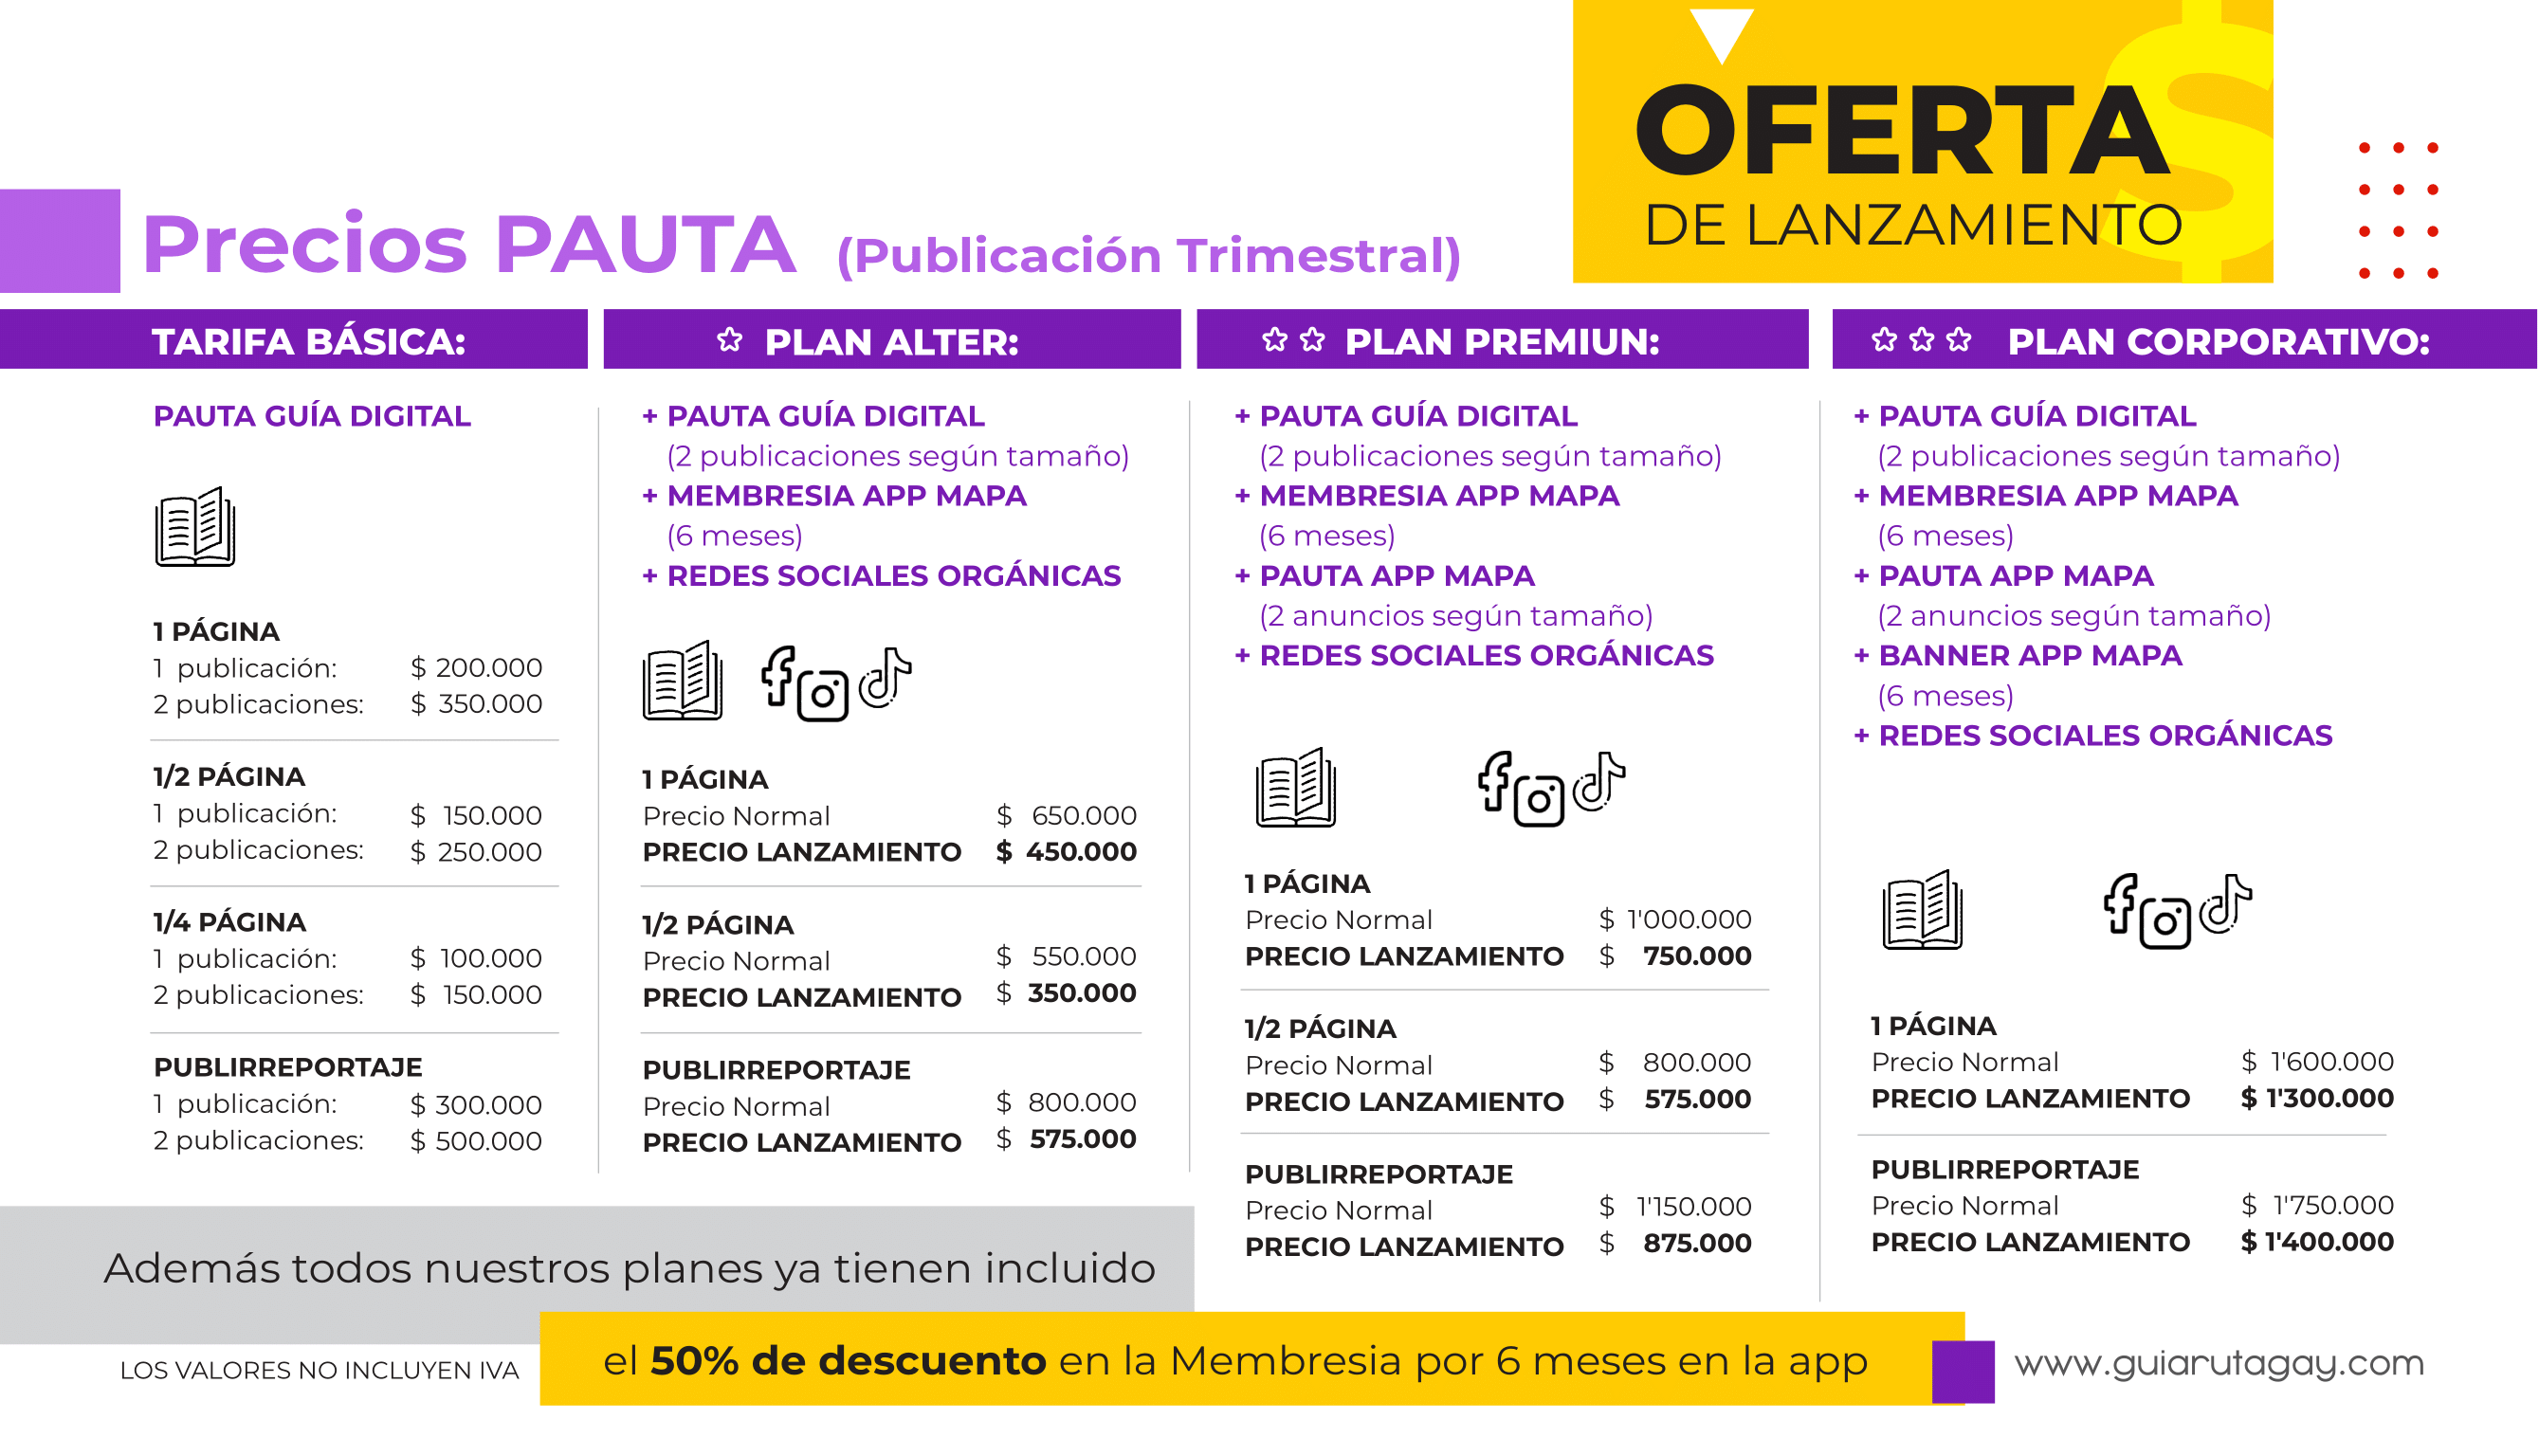 OFERTA
DE LANZAMIENTO
Precios PAUTA (Publicación Trimestral)
TARIFA BÁSICA:
PAUTA GUÍA DIGITAL
1 PÁGINA
1 publicación: $ 200.000
2 publicaciones: $ 350.000
1/2 PÁGINA
1 publicación: $ 150.000
2 publicaciones: $ 250.000
1/4 PÁGINA
1 publicación: $ 100.000
2 publicaciones: $ 150.000
PUBLIRREPORTAJE
1 publicación: $ 300.000
2 publicaciones: $ 500.000
PLAN ALTER:
+ PAUTA GUÍA DIGITAL
(2 publicaciones según tamaño)
+ MEMBRESIA APP MAPA
(6 meses)
+ REDES SOCIALES ORGÁNICAS
1 PÁGINA
Precio Normal $ 650.000
PRECIO LANZAMIENTO $ 450.000
1/2 PÁGINA
Precio Normal $ 550.000
PRECIO LANZAMIENTO $ 350.000
PUBLIRREPORTAJE
Precio Normal $ 800.000
PRECIO LANZAMIENTO $ 575.000
PLAN PREMIUN:
+ PAUTA GUÍA DIGITAL
(2 publicaciones según tamaño)
+ MEMBRESIA APP MAPA
(6 meses)
+ PAUTA APP MAPA
(2 anuncios según tamaño)
+ REDES SOCIALES ORGÁNICAS
1 PÁGINA
Precio Normal $ 1'000.000
PRECIO LANZAMIENTO $ 750.000
1/2 PÁGINA
Precio Normal $ 800.000
PRECIO LANZAMIENTO $ 575.000
PUBLIRREPORTAJE
Precio Normal $ 1'150.000
PRECIO LANZAMIENTO $ 875.000
PLAN CORPORATIVO:
+ PAUTA GUÍA DIGITAL
(2 publicaciones según tamaño)
+ MEMBRESIA APP MAPA
(6 meses)
+ PAUTA APP MAPA
(2 anuncios según tamaño)
+ BANNER APP MAPA
(6 meses)
+ REDES SOCIALES ORGÁNICAS
1 PÁGINA
Precio Normal $ 1'600.000
PRECIO LANZAMIENTO $ 1'300.000
PUBLIRREPORTAJE
Precio Normal $ 1'750.000
PRECIO LANZAMIENTO $ 1'400.000
Además todos nuestros planes ya tienen incluido
el 50% de descuento en la Membresia por 6 meses en la app
LOS VALORES NO INCLUYEN IVA
www.guiarutagay.com